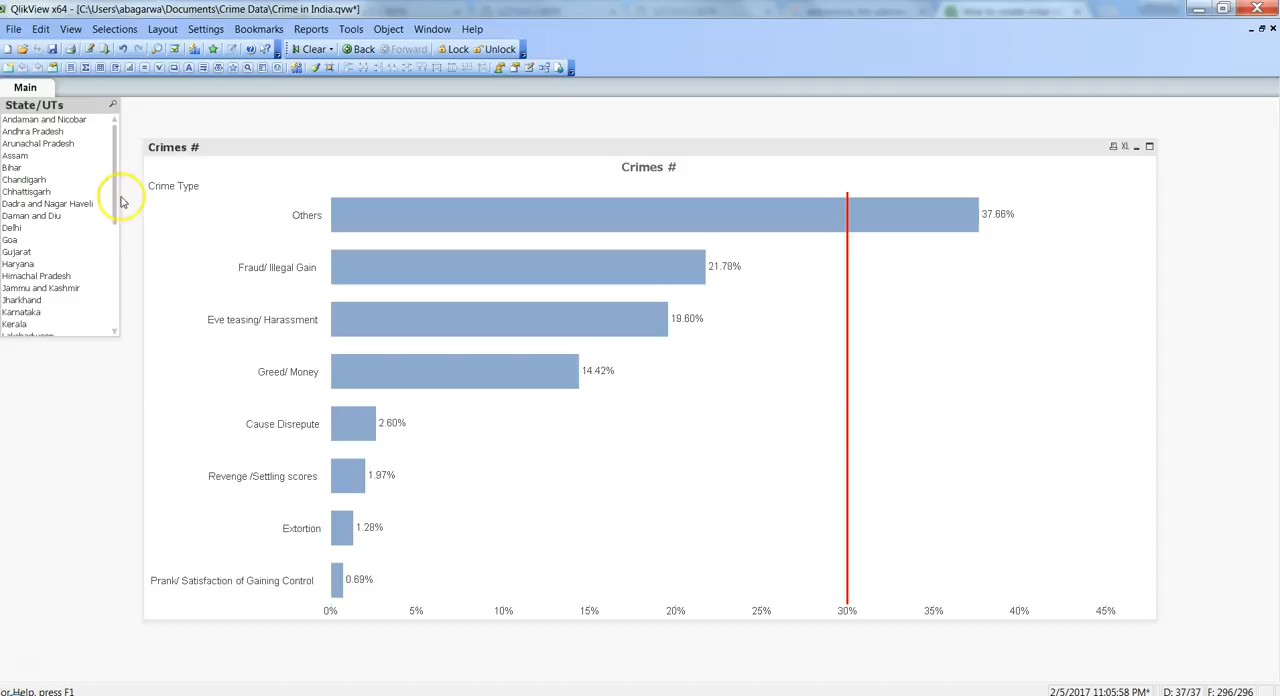 QlikView x64 - [C:\Users\abagarwa\Documents\Crime Data\Crime in India.qvw*]
File Edit View Selections Layout Settings Bookmarks Reports Tools Object Window Help
Clear Back Forward Lock Unlock
Main
State/UTs
Andaman and Nicobar
Andhra Pradesh
Arunachal Pradesh
Assam
Bihar
Chandigarh
Chhattisgarh
Dadra and Nagar Haveli
Daman and Diu
Delhi
Goa
Gujarat
Haryana
Himachal Pradesh
Jammu and Kashmir
Jharkhand
Karnataka
Kerala
Crimes #
XL
Crimes #
Crime Type
Others 37.66%
Fraud/ Illegal Gain 21.78%
Eve teasing/ Harassment 19.60%
Greed/ Money 14.42%
Cause Disrepute 2.60%
Revenge /Settling scores 1.97%
Extortion 1.28%
Prank/ Satisfaction of Gaining Control 0.69%
0% 5% 10% 15% 20% 25% 30% 35% 40% 45%
or Help, press F1
2/5/2017 11:05:58 PM* D: 37/37 F: 296/296